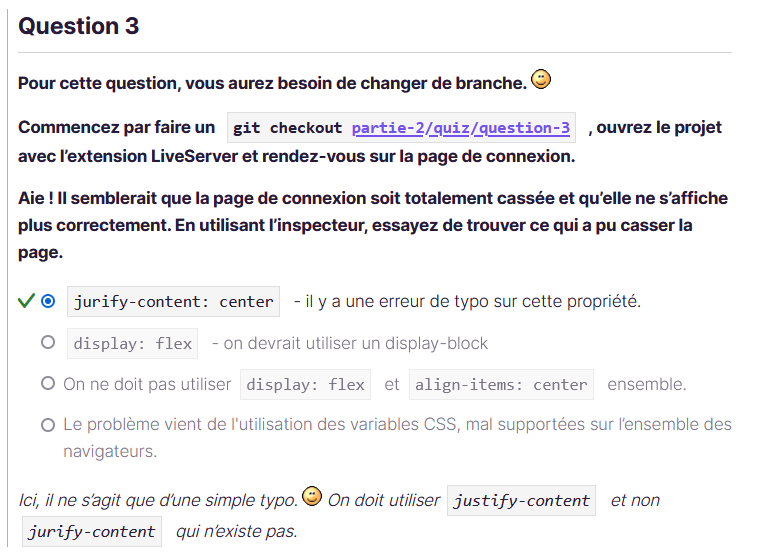 Question 3
Pour cette question, vous aurez besoin de changer de branche.
Commencez par faire un git checkout partie-2/quiz/question-3 , ouvrez le projet
avec l’extension LiveServer et rendez-vous sur la page de connexion.
Aie ! Il semblerait que la page de connexion soit totalement cassée et qu’elle ne s’affiche
plus correctement. En utilisant l’inspecteur, essayez de trouver ce qui a pu casser la
page.
jurify-content: center - il y a une erreur de typo sur cette propriété.
display: flex - on devrait utiliser un display-block
On ne doit pas utiliser display: flex et align-items: center ensemble.
Le problème vient de l'utilisation des variables CSS, mal supportées sur l’ensemble des
navigateurs.
Ici, il ne s’agit que d’une simple typo. On doit utiliser justify-content et non
jurify-content qui n’existe pas.